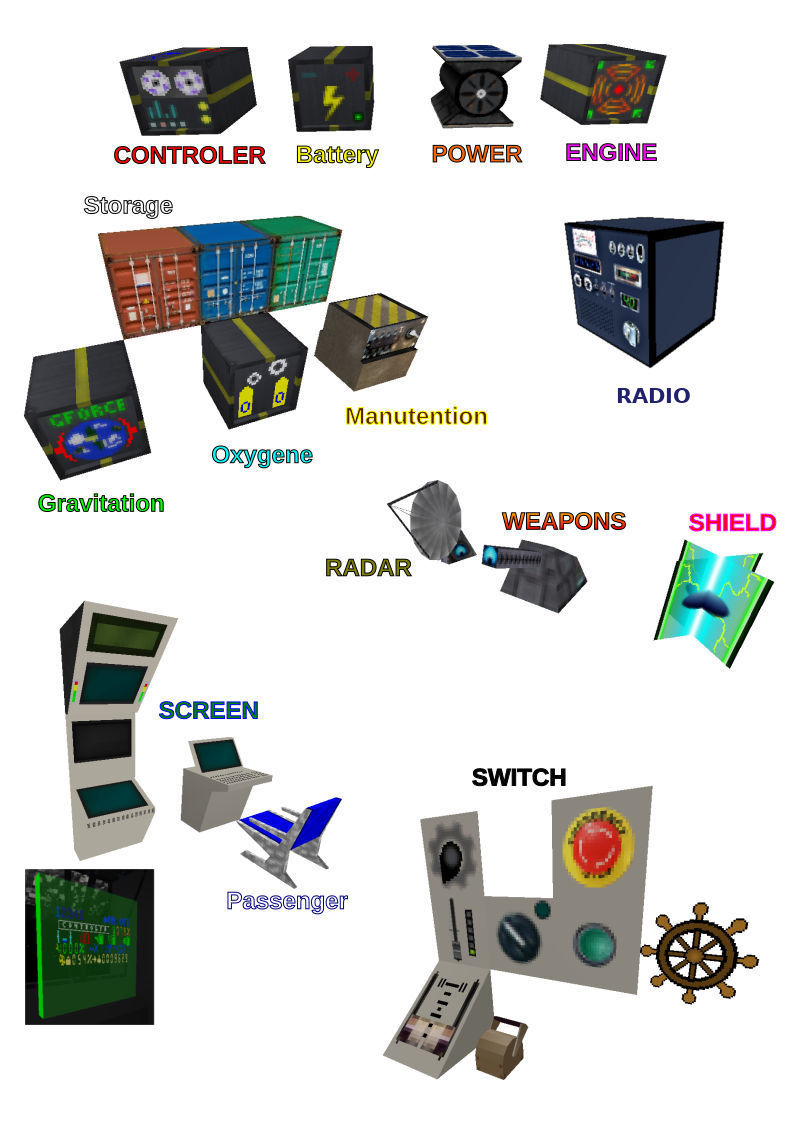 CONTROLER
Battery
POWER
ENGINE
Storage
RADIO
GFORCE
Manutention
Oxygene
Gravitation
WEAPONS
SHIELD
RADAR
SCREEN
SWITCH
Passenger